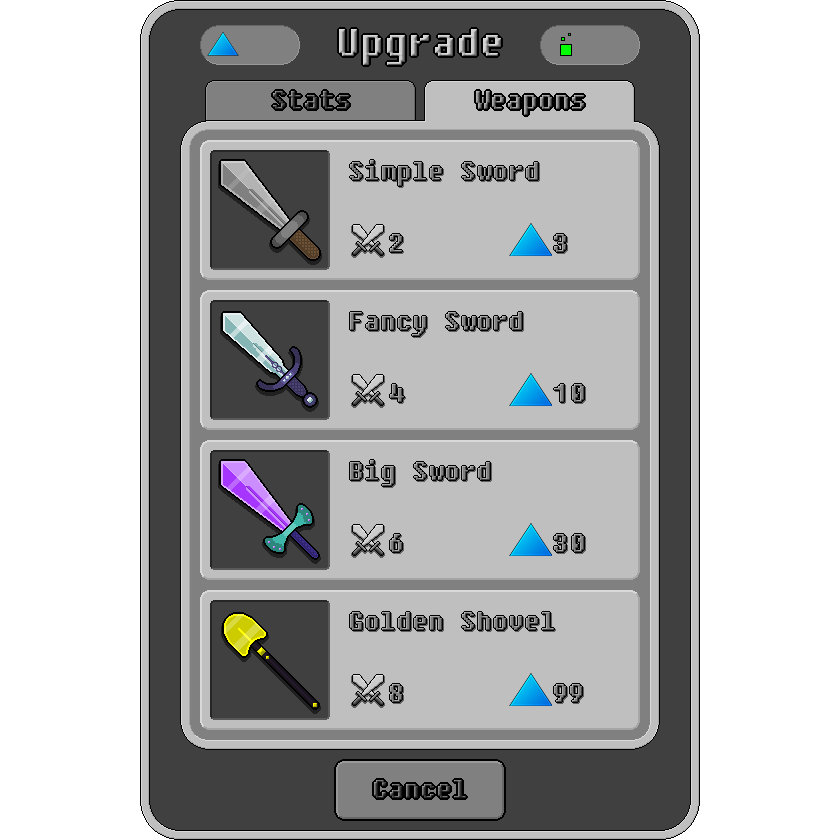 Upgrade
Stats Weapons
Simple Sword
2 3
Fancy Sword
4 10
Big Sword
6 30
Golden Shovel
8 99
Cancel